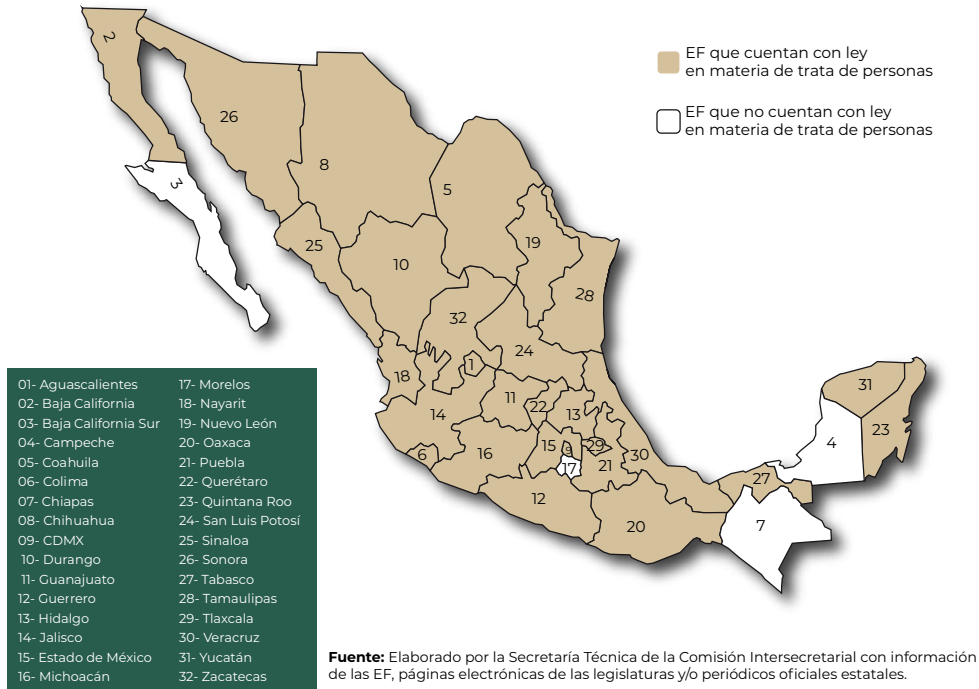 EF que cuentan con ley
en materia de trata de personas
EF que no cuentan con ley
en materia de trata de personas
2
26
8
3
5
25
10
19
28
32
24
18
1
14
11
22
13
6
16
15
9
29
17
21
30
12
20
31
23
4
27
7
01- Aguascalientes
02- Baja California
03- Baja California Sur
04- Campeche
05- Coahuila
06- Colima
07- Chiapas
08- Chihuahua
09- CDMX
10- Durango
11- Guanajuato
12- Guerrero
13- Hidalgo
14- Jalisco
15- Estado de México
16- Michoacán
17- Morelos
18- Nayarit
19- Nuevo León
20- Oaxaca
21- Puebla
22- Querétaro
23- Quintana Roo
24- San Luis Potosí
25- Sinaloa
26- Sonora
27- Tabasco
28- Tamaulipas
29- Tlaxcala
30- Veracruz
31- Yucatán
32- Zacatecas
Fuente: Elaborado por la Secretaría Técnica de la Comisión Intersecretarial con información
de las EF, páginas electrónicas de las legislaturas y/o periódicos oficiales estatales.